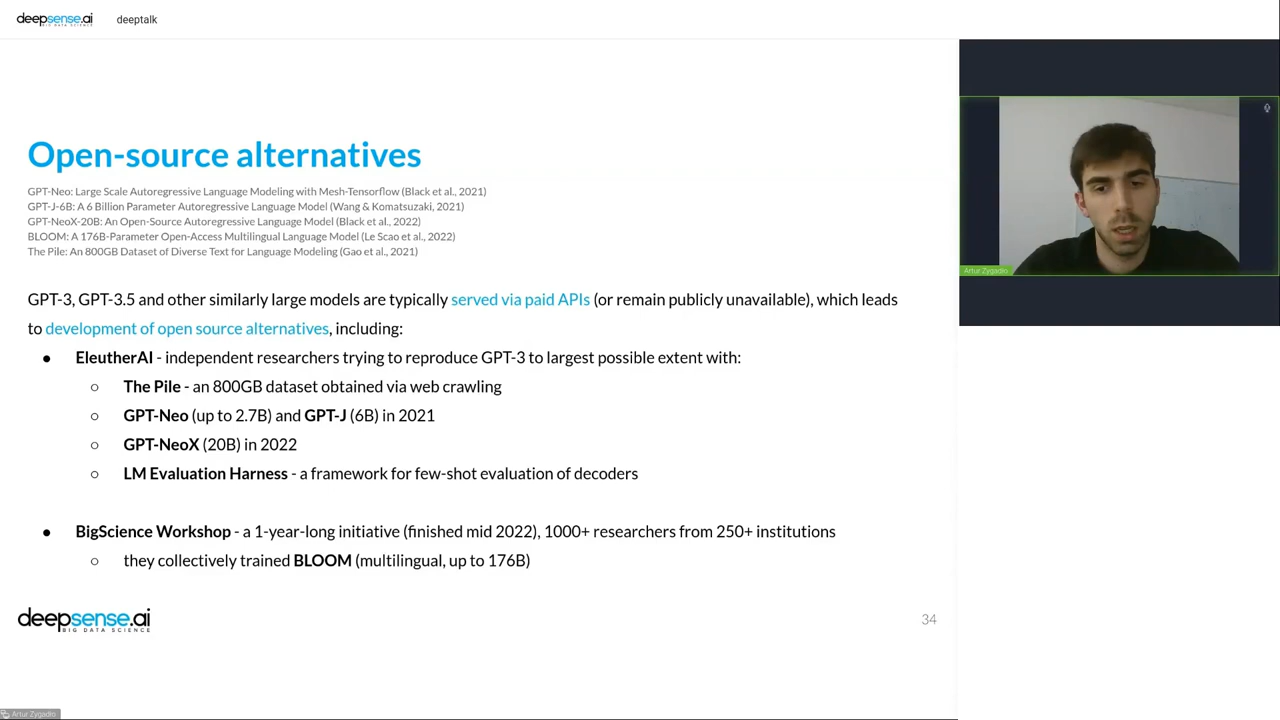 deepsense.ai
BIG DATA SCIENCE
deeptalk
Open-source alternatives
GPT-Neo: Large Scale Autoregressive Language Modeling with Mesh-Tensorflow (Black et al., 2021)
GPT-J-6B: A 6 Billion Parameter Autoregressive Language Model (Wang & Komatsuzaki, 2021)
GPT-NeoX-20B: An Open-Source Autoregressive Language Model (Black et al., 2022)
BLOOM: A 176B-Parameter Open-Access Multilingual Language Model (Le Scao et al., 2022)
The Pile: An 800GB Dataset of Diverse Text for Language Modeling (Gao et al., 2021)
GPT-3, GPT-3.5 and other similarly large models are typically served via paid APIs (or remain publicly unavailable), which leads
to development of open source alternatives, including:
● EleutherAI - independent researchers trying to reproduce GPT-3 to largest possible extent with:
○ The Pile - an 800GB dataset obtained via web crawling
○ GPT-Neo (up to 2.7B) and GPT-J (6B) in 2021
○ GPT-NeoX (20B) in 2022
○ LM Evaluation Harness - a framework for few-shot evaluation of decoders
● BigScience Workshop - a 1-year-long initiative (finished mid 2022), 1000+ researchers from 250+ institutions
○ they collectively trained BLOOM (multilingual, up to 176B)
deepsense.ai
BIG DATA SCIENCE
34
Artur Zygadło
Artur Zygadło